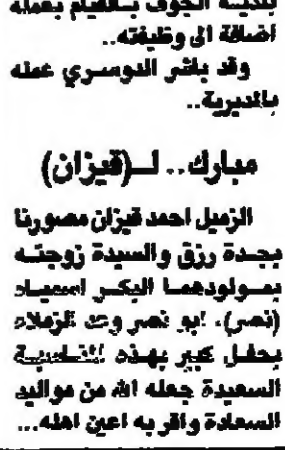 بلدية الجوف بالقيام بعمله
اضافة الى وظيفته..
وقد باشر الدوسري عمله
بالمديرية..
مبارك.. لـ(قيزان)
الزميل احمد قيزان مصورنا
بجدة رزق والسيدة زوجته
بمولودهما البكر اسمياه
(نصر). ابو نصر وعد الزملاء
بحفل كبير بهذه المناسبة
السعيدة جعله الله من مواليد
السعادة واقر به اعين اهله...